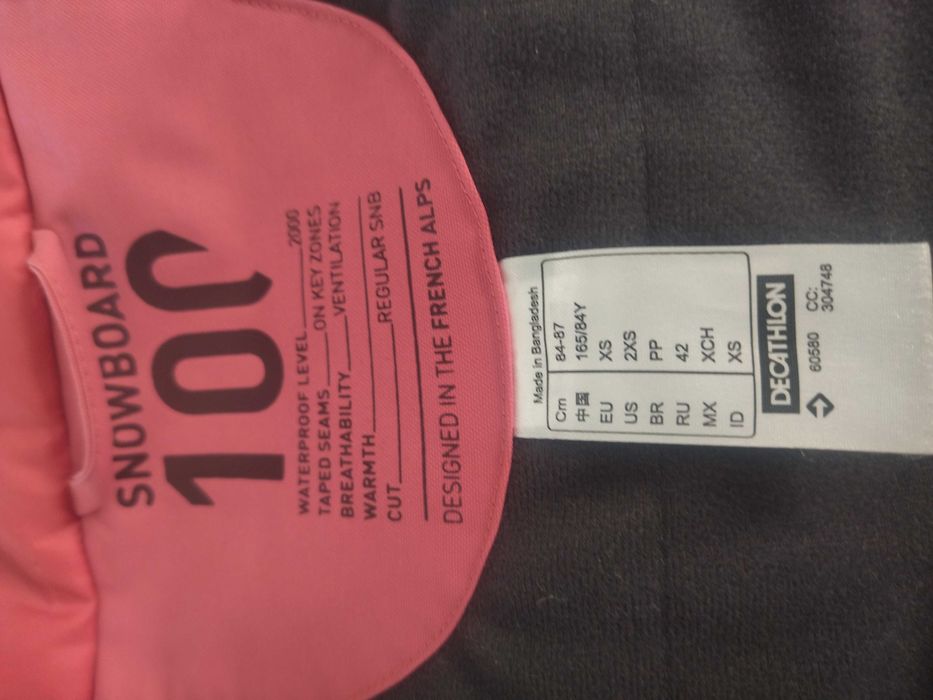 SNOWBOARD
100
WATERPROOF LEVEL 2000
TAPED SEAMS ON KEY ZONES
BREATHABILITY VENTILATION
WARMTH
CUT REGULAR SNB
DESIGNED IN THE FRENCH ALPS
Made in Bangladesh
Cm 84-87
中国 165/84Y
EU XS
US 2XS
BR PP
RU 42
MX XCH
ID XS
DECATHLON
60580 CC:
304748